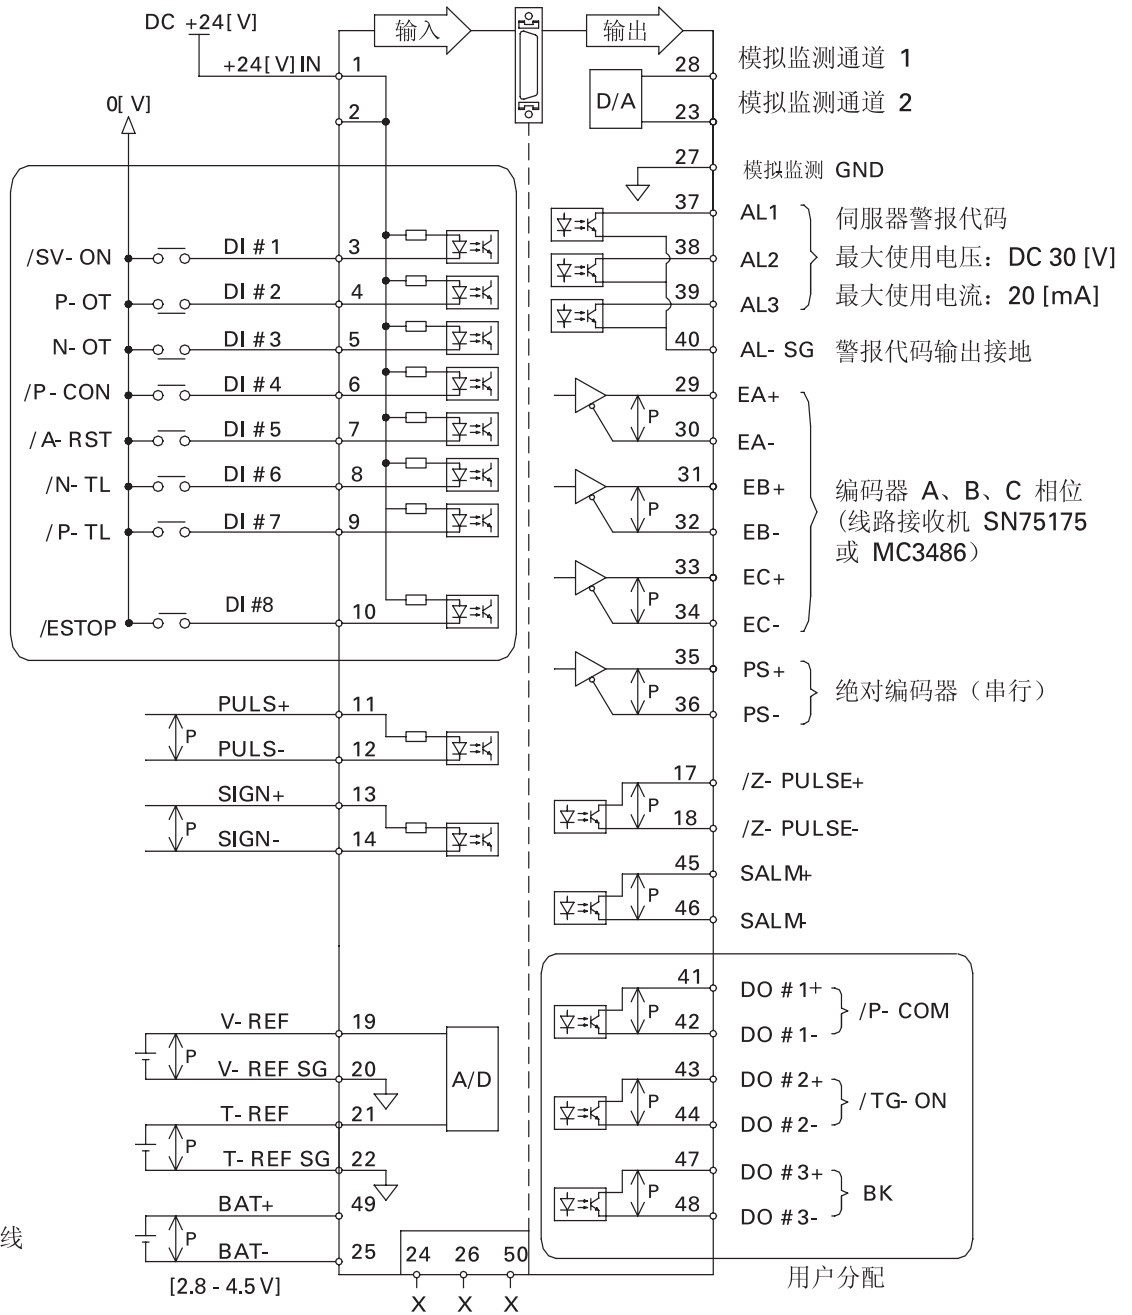 DC +24[V]
输入
输出
+24[V]IN
1
28
模拟监测通道 1
0[V]
2
D/A
23
模拟监测通道 2
27
模拟监测 GND
37
AL1
伺服器警报代码
/SV-ON
DI #1
3
38
AL2
最大使用电压：DC 30 [V]
P-OT
DI #2
4
39
AL3
最大使用电流：20 [mA]
N-OT
DI #3
5
40
AL-SG 警报代码输出接地
/P-CON
DI #4
6
29
P
EA+
/A-RST
DI #5
7
30
EA-
/N-TL
DI #6
8
31
P
EB+
编码器 A、B、C 相位
/P-TL
DI #7
9
32
EB-
(线路接收机 SN75175
或 MC3486）
33
P
EC+
/ESTOP
DI #8
10
34
EC-
35
P
PS+
绝对编码器（串行）
PULS+
11
36
PS-
P
PULS-
12
17
P
/Z-PULSE+
SIGN+
13
18
/Z-PULSE-
P
SIGN-
14
45
P
SALM+
46
SALM-
41
P
DO #1+
/P-COM
V-REF
19
42
DO #1-
P
V-REF SG
20
A/D
43
P
DO #2+
/TG-ON
T-REF
21
44
DO #2-
P
T-REF SG
22
47
P
DO #3+
BK
BAT+
49
48
DO #3-
线
P
BAT-
25
24
26
50
用户分配
[2.8 - 4.5 V]
X
X
X